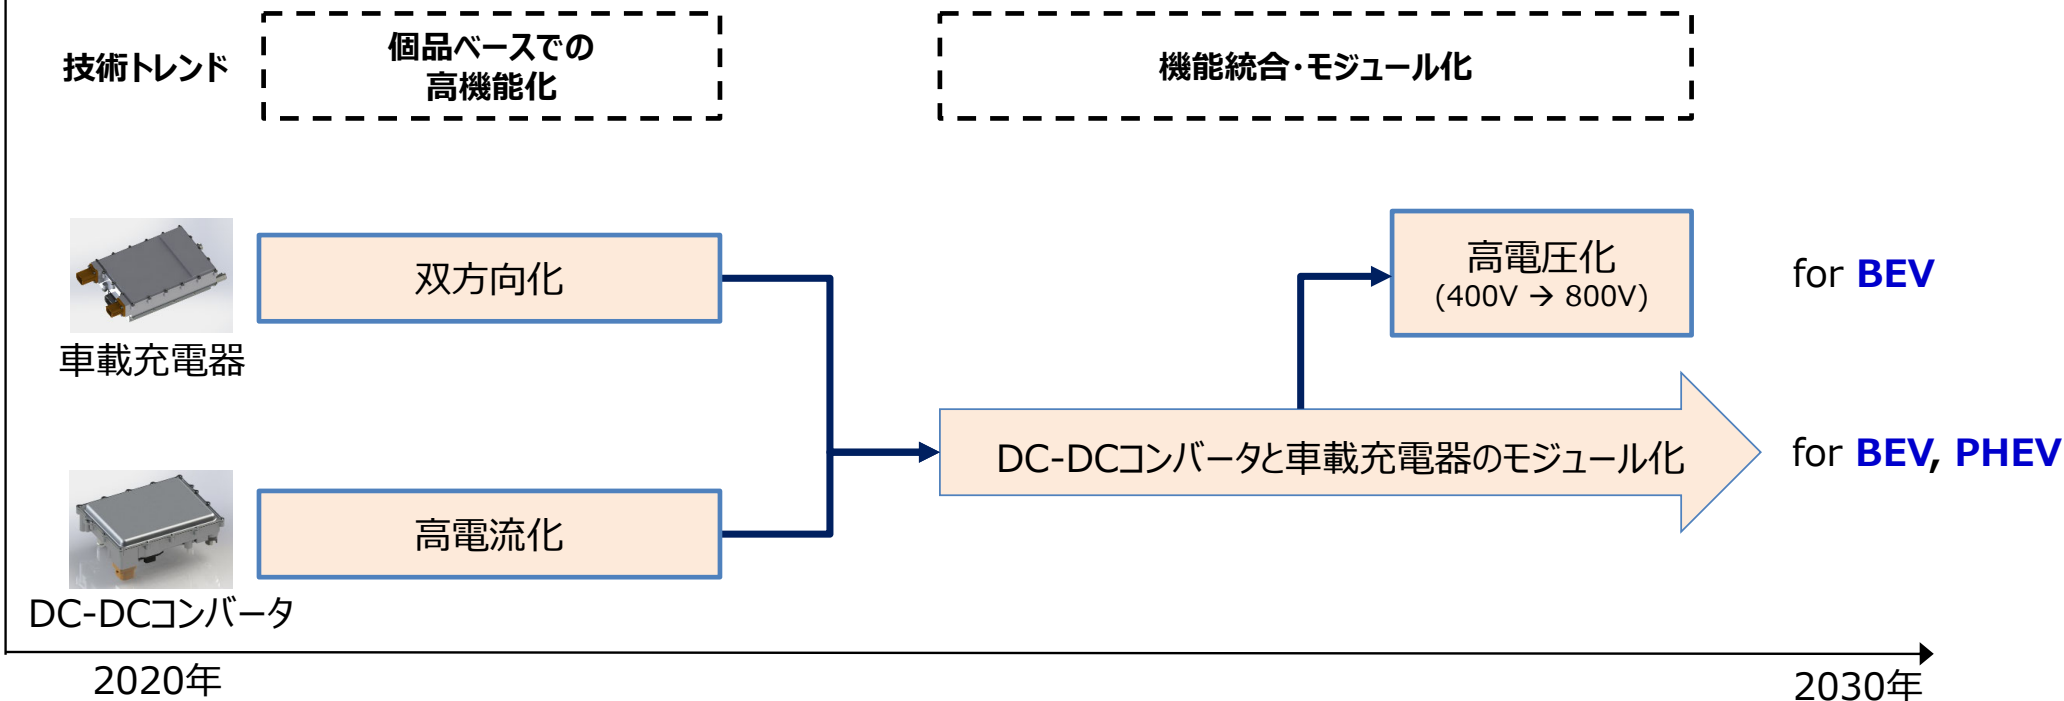 技術トレンド
個品ベースでの
高機能化
機能統合・モジュール化
双方向化
高電圧化
(400V → 800V)
for BEV
車載充電器
DC-DCコンバータと車載充電器のモジュール化
for BEV, PHEV
高電流化
DC-DCコンバータ
2020年
2030年